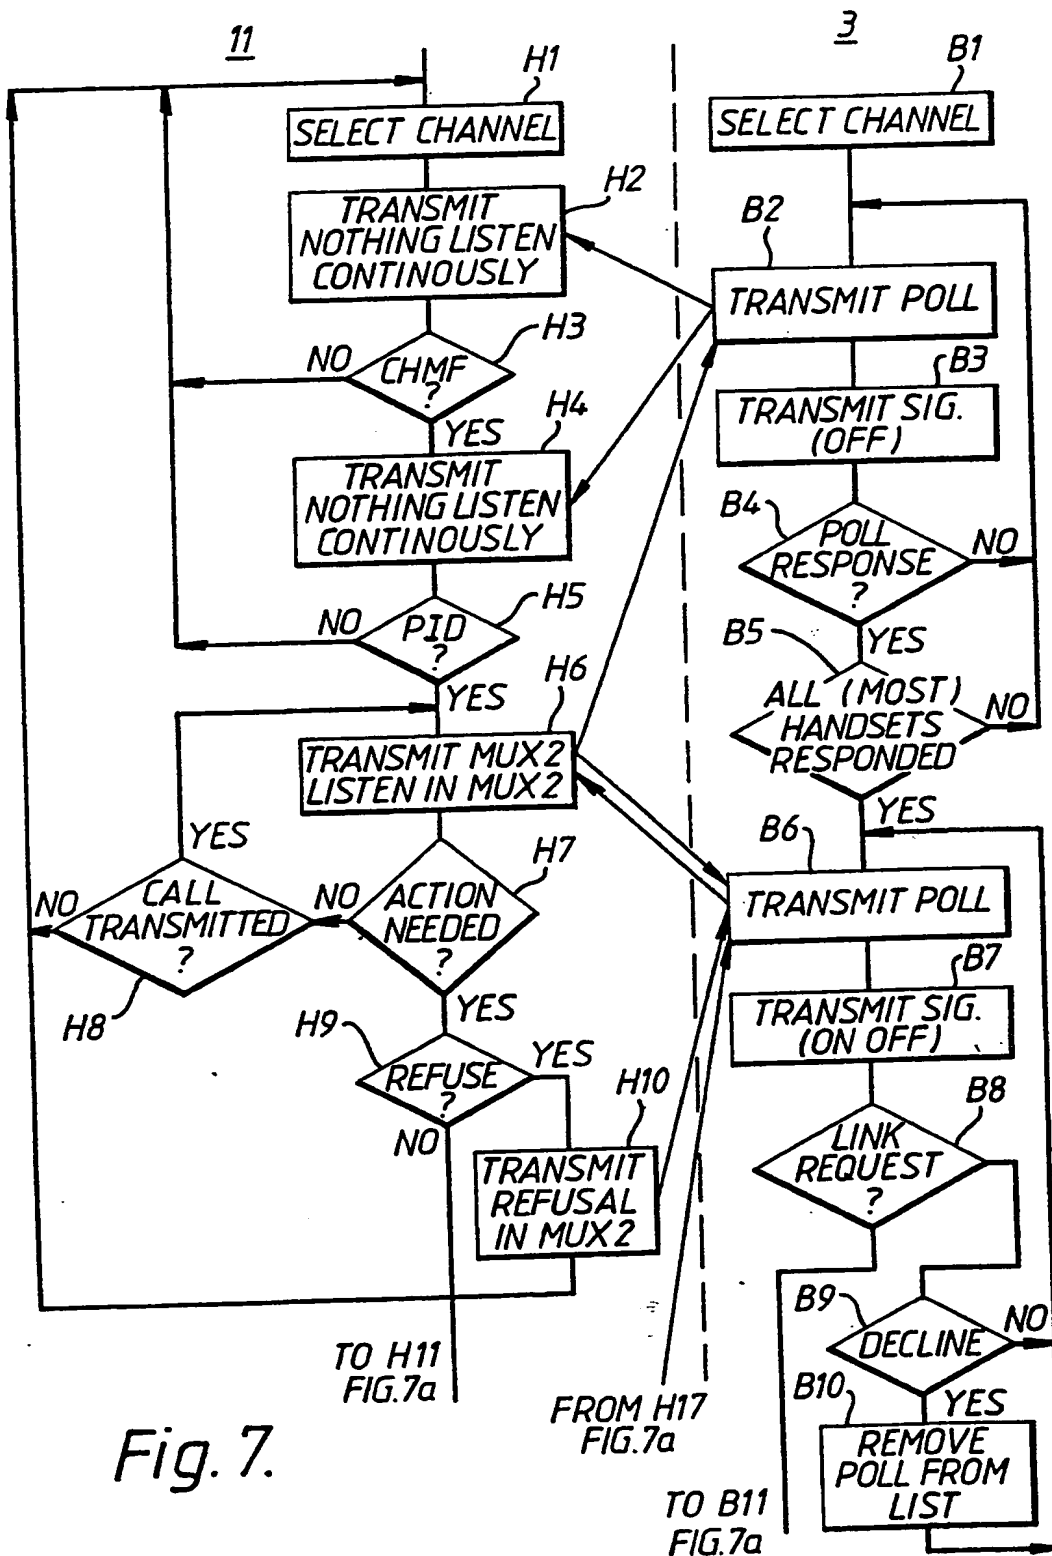 11
3
H1
SELECT CHANNEL
H2
TRANSMIT
NOTHING LISTEN
CONTINOUSLY
H3
NO
CHMF
?
YES
H4
TRANSMIT
NOTHING LISTEN
CONTINOUSLY
H5
NO
PID
?
YES
H6
TRANSMIT MUX2
LISTEN IN MUX2
YES
H7
NO
CALL
TRANSMITTED
?
NO
ACTION
NEEDED
?
H8
YES
H9
YES
REFUSE
?
NO
H10
TRANSMIT
REFUSAL
IN MUX2
TO H11
FIG.7a
FROM H17
FIG.7a
B1
SELECT CHANNEL
B2
TRANSMIT POLL
B3
TRANSMIT SIG.
(OFF)
B4
POLL
RESPONSE
?
NO
YES
B5
ALL (MOST)
HANDSETS
RESPONDED
NO
YES
B6
TRANSMIT POLL
B7
TRANSMIT SIG.
(ON OFF)
B8
LINK
REQUEST
?
B9
DECLINE
NO
YES
B10
REMOVE
POLL FROM
LIST
TO B11
FIG.7a
Fig. 7.